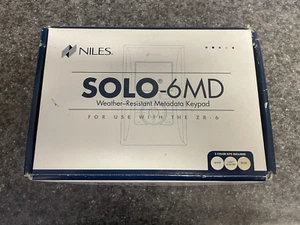 NILES®
SOLO®-6MD
Weather-Resistant Metadata Keypad
FOR USE WITH THE ZR-6